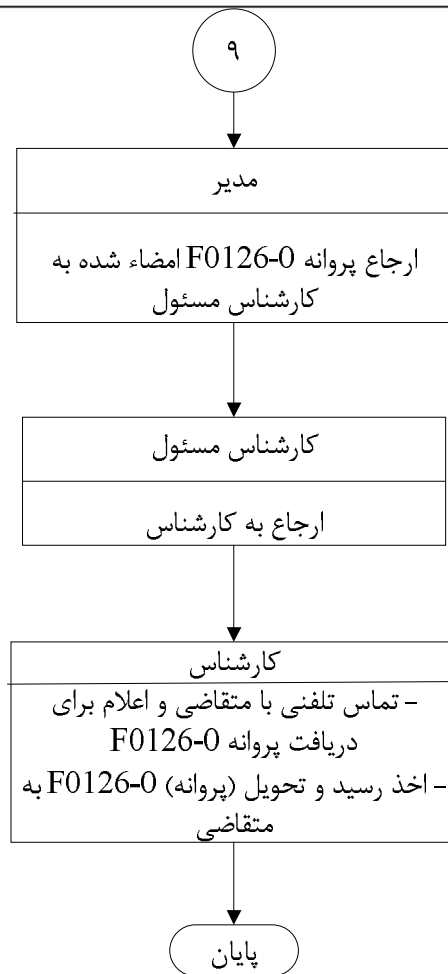 ۹
مدیر
ارجاع پروانه F0126-0 امضاء شده به
کارشناس مسئول
کارشناس مسئول
ارجاع به کارشناس
کارشناس
- تماس تلفنی با متقاضی و اعلام برای
دریافت پروانه F0126-0
- اخذ رسید و تحویل (پروانه) F0126-0 به
متقاضی
پایان